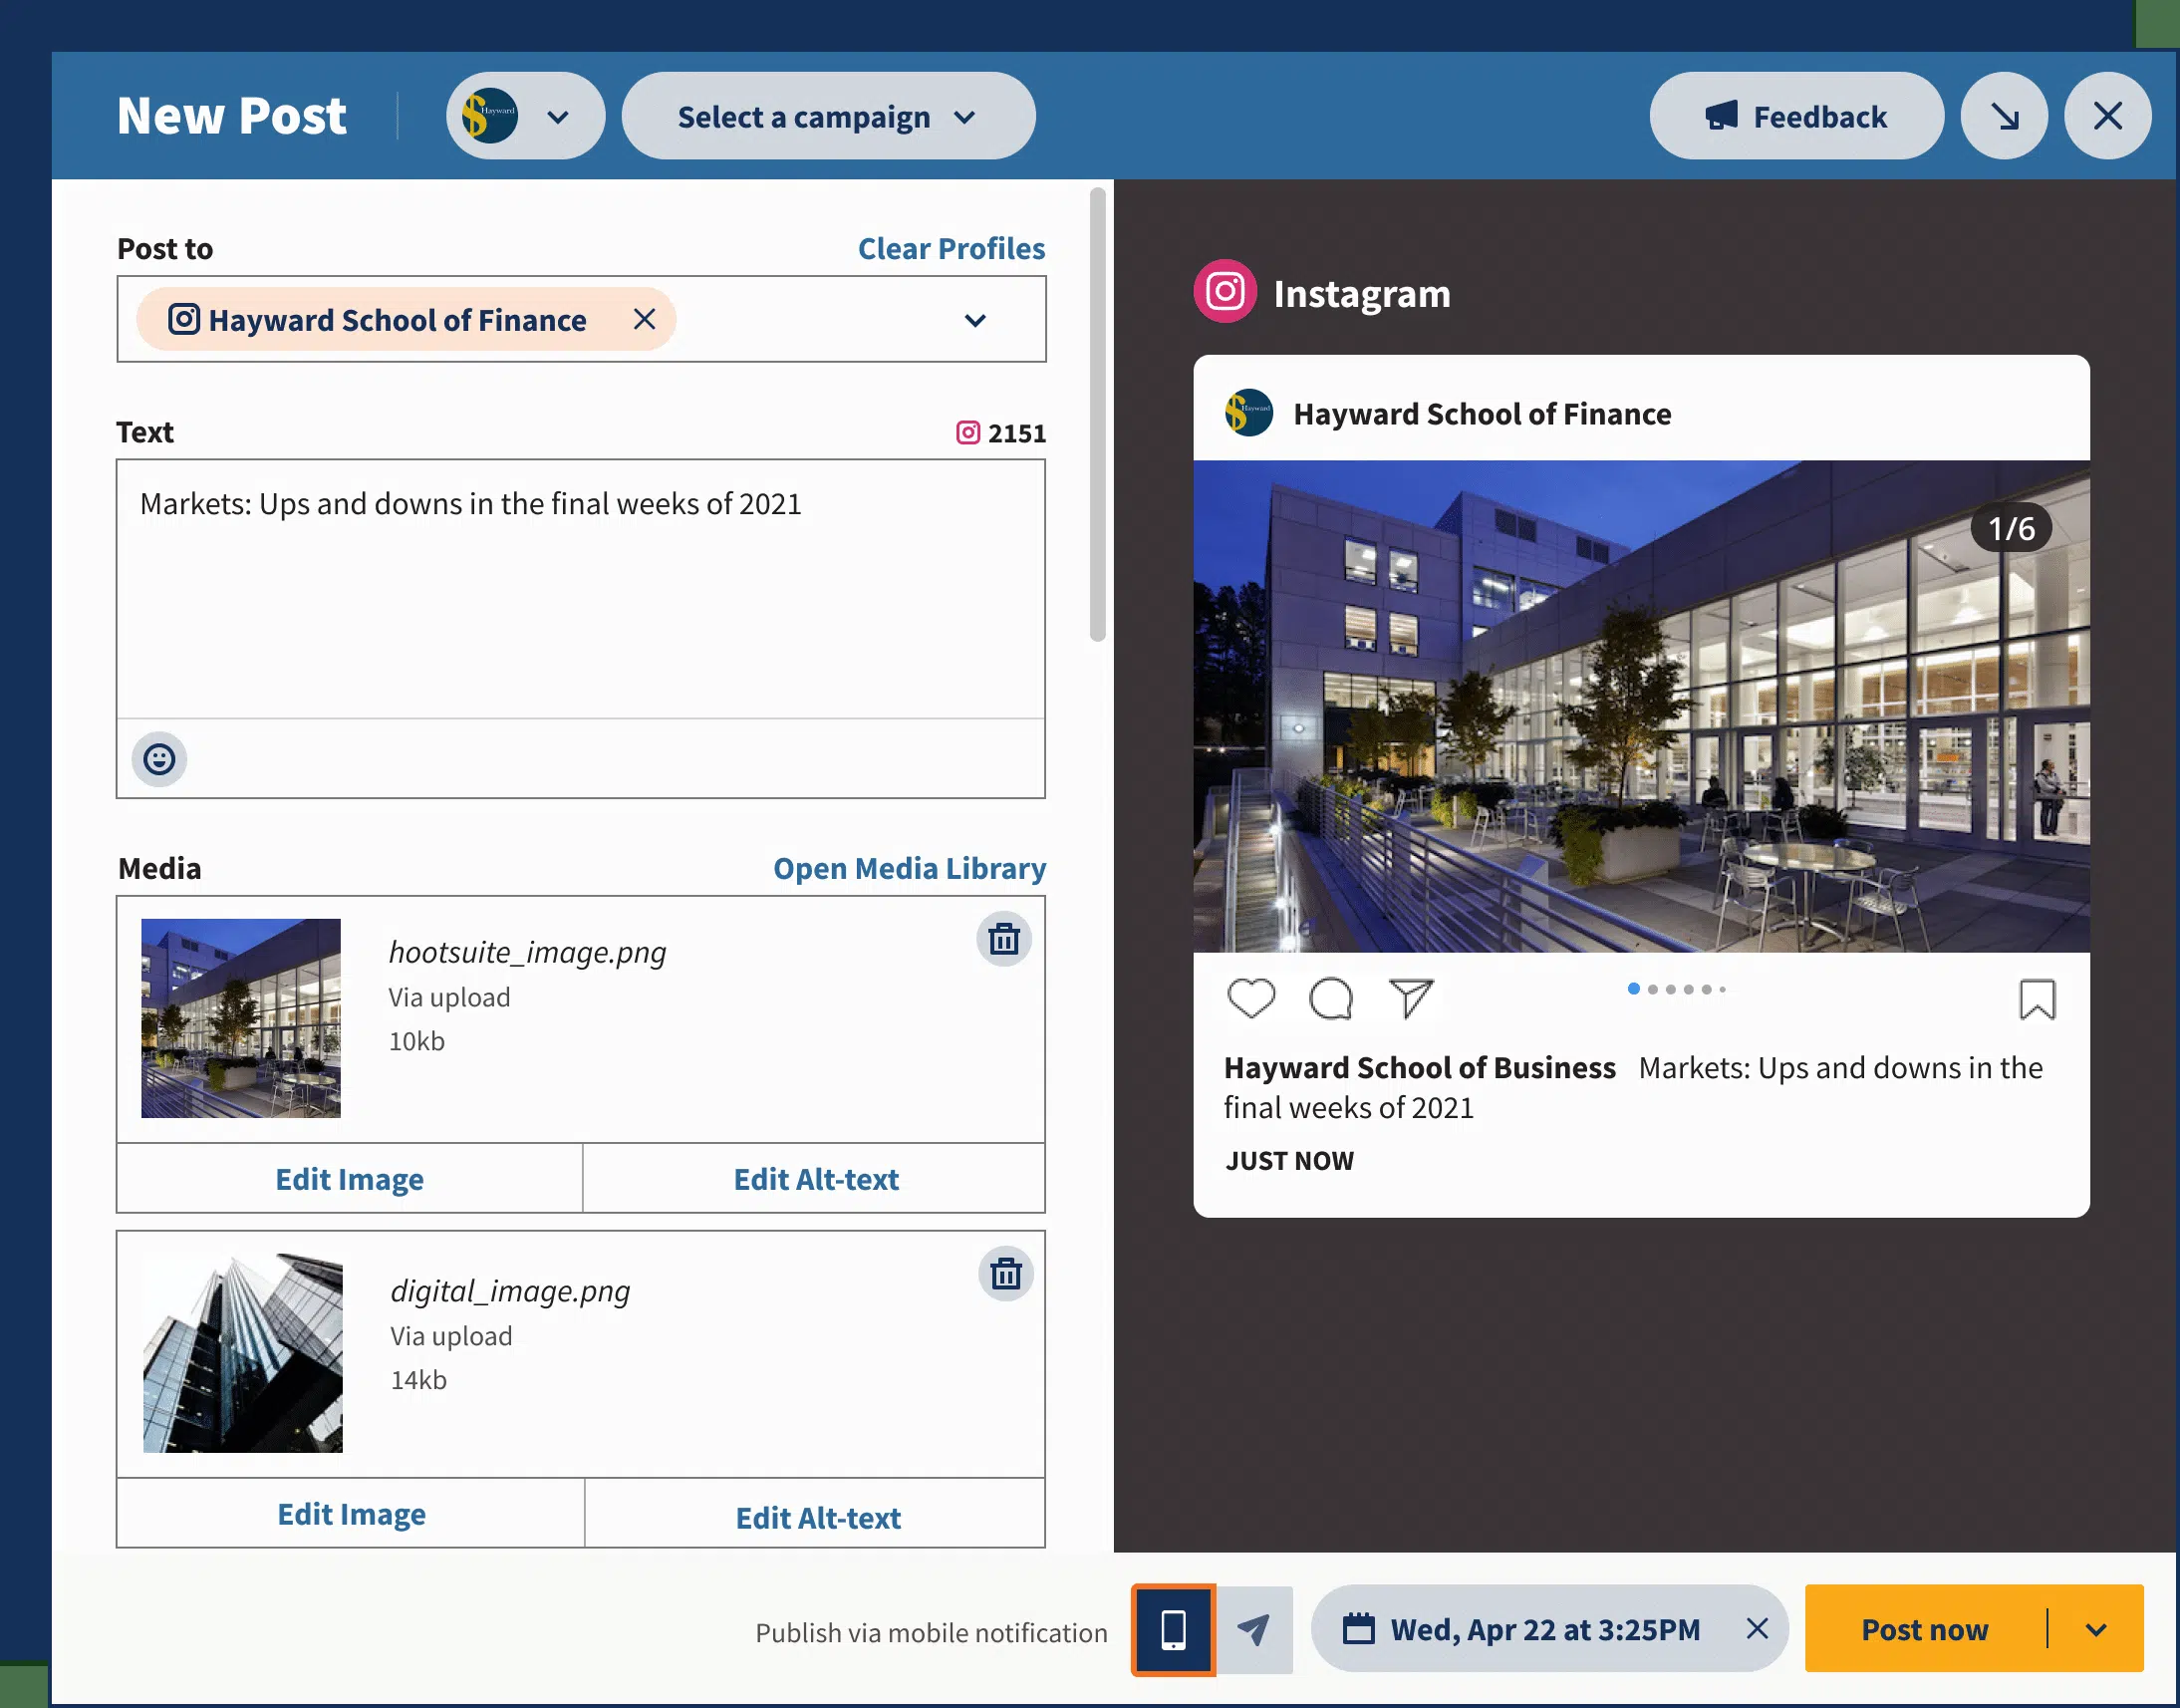 New Post
Hayward
Select a campaign
Feedback
Post to
Clear Profiles
Hayward School of Finance
Text
2151
Markets: Ups and downs in the final weeks of 2021
Media
Open Media Library
hootsuite_image.png
Via upload
10kb
Edit Image
Edit Alt-text
digital_image.png
Via upload
14kb
Edit Image
Edit Alt-text
Instagram
Hayward
Hayward School of Finance
1/6
Hayward School of Business Markets: Ups and downs in the
final weeks of 2021
JUST NOW
Publish via mobile notification
Wed, Apr 22 at 3:25PM
Post now